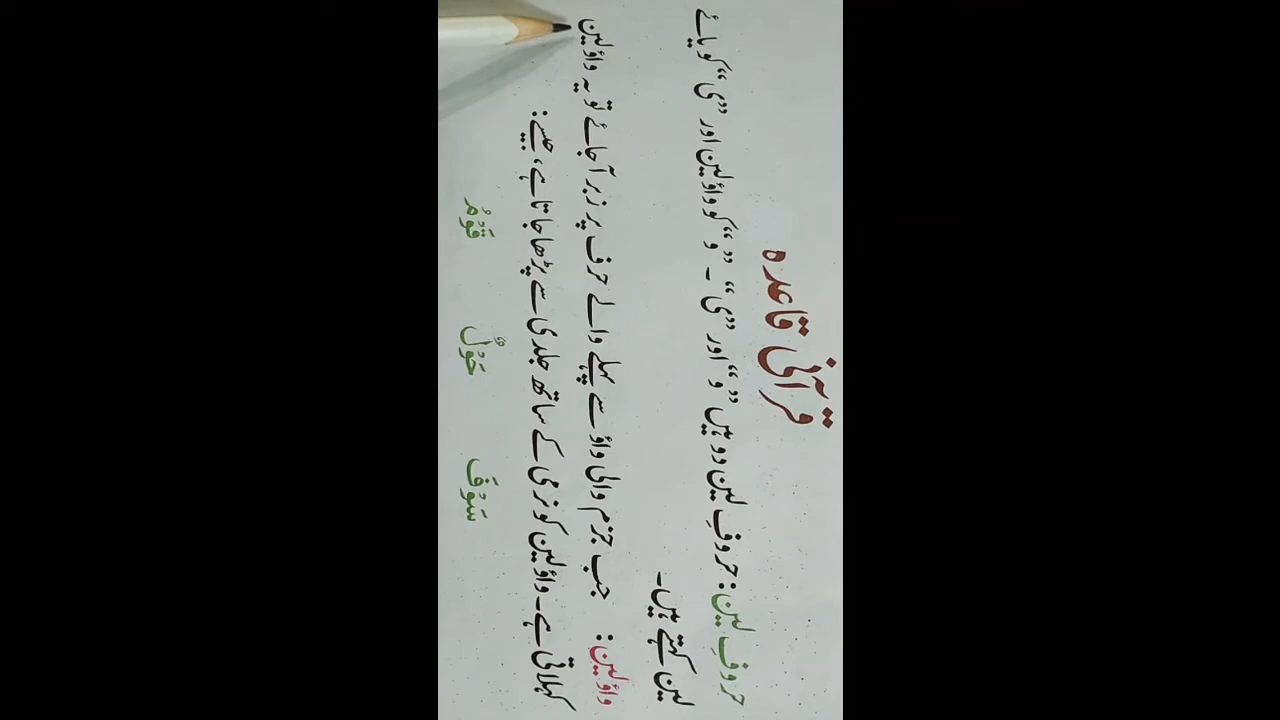 قرآنی قاعدہ
حروفِ لین: حروفِ لین دو ہیں ”و“ اور ”ی“ ۔ ”و“ کو واؤلین اور ”ی“ کو یائے
لین کہتے ہیں۔
واؤلین: جب جزم والی واؤ سے پہلے والے حرف پر زبر آجائے تو یہ واؤلین
کہلاتی ہے۔ واؤلین کو نرمی کے ساتھ جلدی سے پڑھا جاتا ہے، جیسے:
سَوْفَ حَوْلٌ قَوْمُ